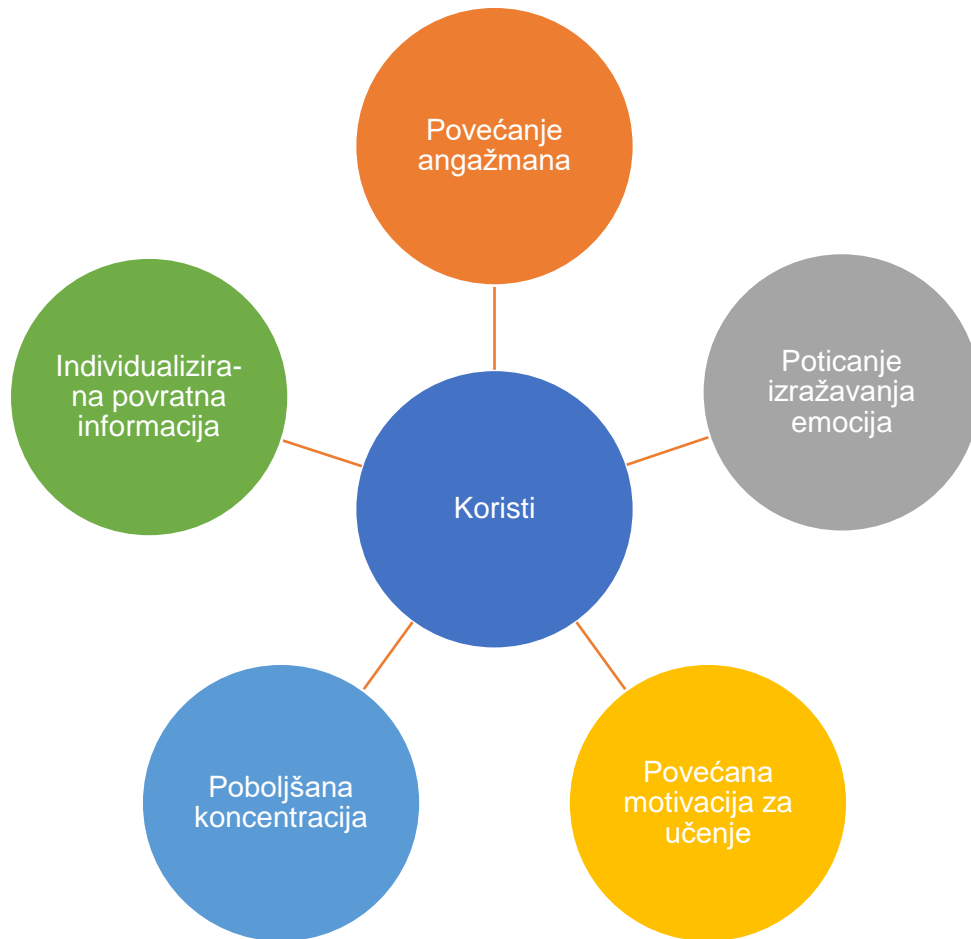 Povećanje
angažmana
Poticanje
izražavanja
emocija
Povećana
motivacija za
učenje
Poboljšana
koncentracija
Individualizira-
na povratna
informacija
Koristi